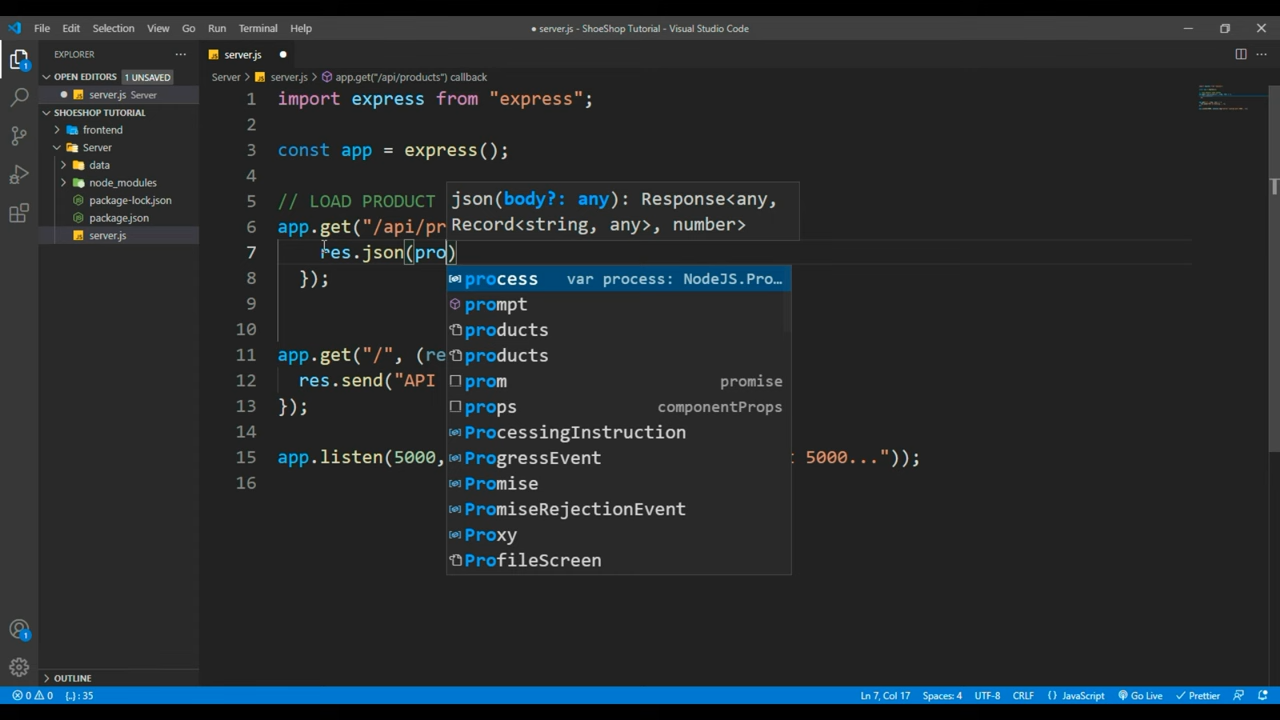 File Edit Selection View Go Run Terminal Help
● server.js - ShoeShop Tutorial - Visual Studio Code
EXPLORER
OPEN EDITORS 1 UNSAVED
server.js Server
SHOESHOP TUTORIAL
frontend
Server
data
node_modules
package-lock.json
package.json
server.js
OUTLINE
server.js
Server > server.js > app.get("/api/products") callback
1 import express from "express";
2
3 const app = express();
4
5 // LOAD PRODUCT
6 app.get("/api/pr
7 res.json(pro)
8 });
9
10
11 app.get("/", (re
12 res.send("API
13 });
14
15 app.listen(5000, 5000..."));
16
json(body?: any): Response<any,
Record<string, any>, number>
process var process: NodeJS.Pro…
prompt
products
products
prom promise
props componentProps
ProcessingInstruction
ProgressEvent
Promise
PromiseRejectionEvent
Proxy
ProfileScreen
1
1
0 0 {..} : 35
Ln 7, Col 17 Spaces: 4 UTF-8 CRLF {} JavaScript Go Live Prettier